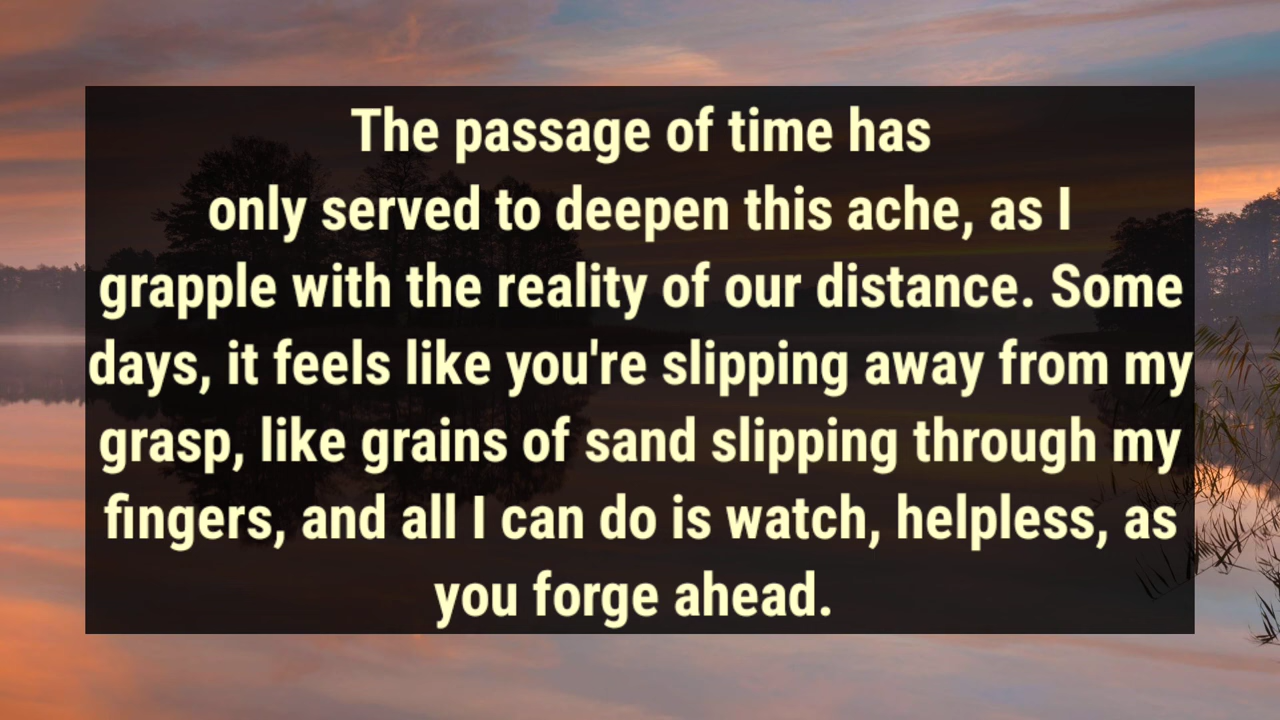 The passage of time has
only served to deepen this ache, as I
grapple with the reality of our distance. Some
days, it feels like you're slipping away from my
grasp, like grains of sand slipping through my
fingers, and all I can do is watch, helpless, as
you forge ahead.